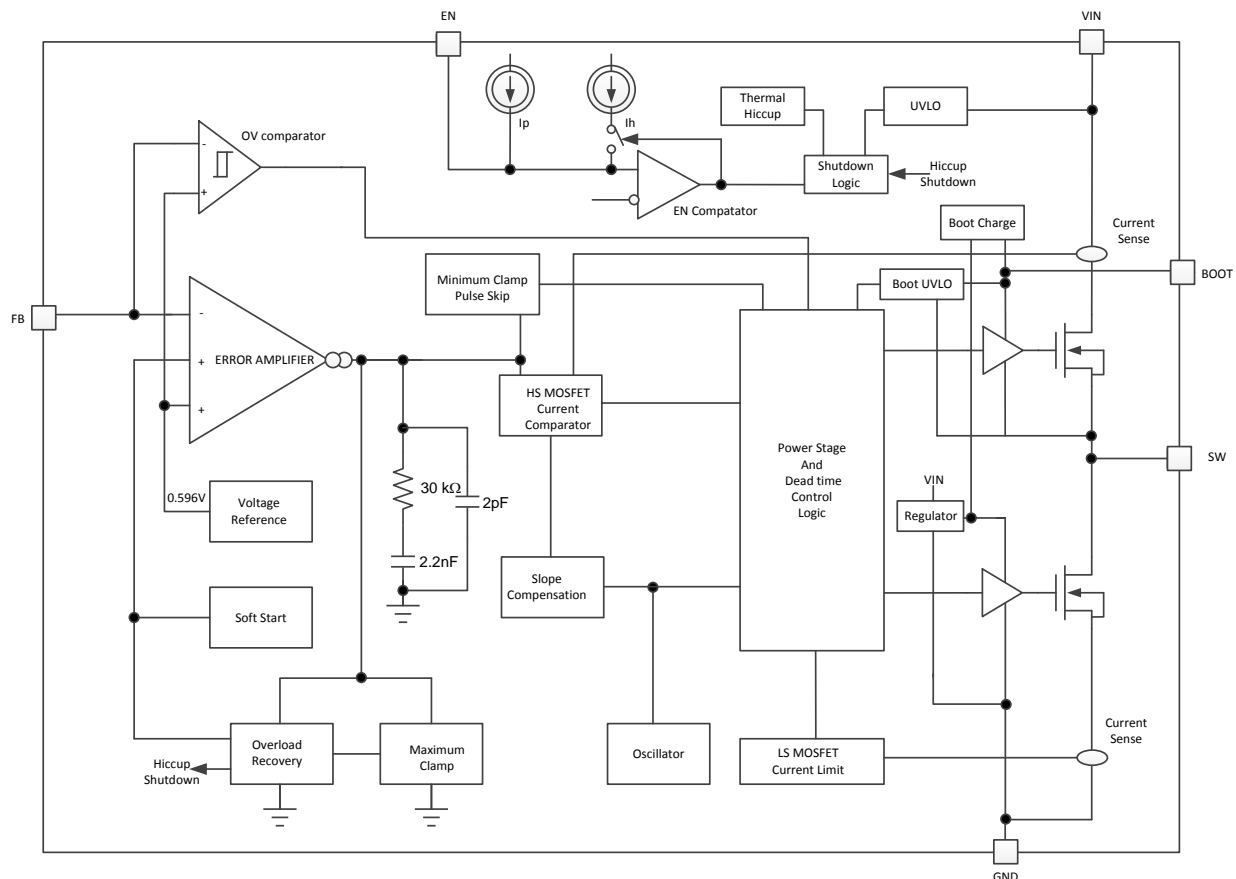 EN
VIN
Ip
Ih
Thermal
Hiccup
UVLO
OV comparator
-
+
Shutdown
Logic
Hiccup
Shutdown
EN Compatator
Boot Charge
Current
Sense
BOOT
Minimum Clamp
Pulse Skip
Boot UVLO
FB
-
+
+
ERROR AMPLIFIER
HS MOSFET
Current
Comparator
Power Stage
And
Dead time
Control
Logic
SW
VIN
Regulator
0.596V
Voltage
Reference
30 kΩ
2pF
2.2nF
Slope
Compensation
Soft Start
Overload
Recovery
Maximum
Clamp
Hiccup
Shutdown
Oscillator
LS MOSFET
Current Limit
Current
Sense
GND